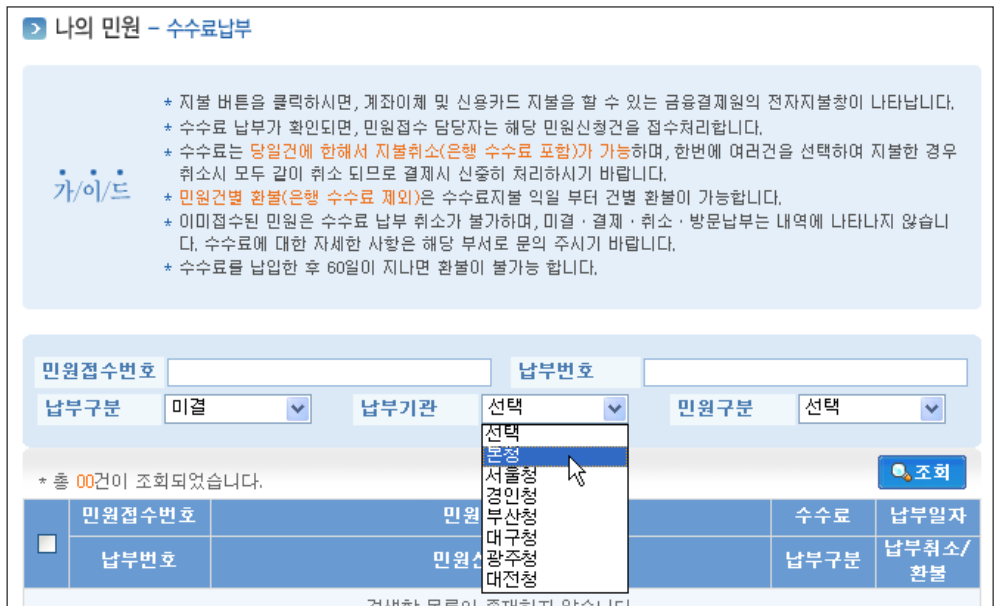 나의 민원 - 수수료납부
가/이/드
* 지불 버튼을 클릭하시면, 계좌이체 및 신용카드 지불을 할 수 있는 금융결제원의 전자지불창이 나타납니다.
* 수수료 납부가 확인되면, 민원접수 담당자는 해당 민원신청건을 접수처리합니다.
* 수수료는 당일건에 한해서 지불취소(은행 수수료 포함)가 가능하며, 한번에 여러건을 선택하여 지불한 경우
취소시 모두 같이 취소 되므로 결제시 신중히 처리하시기 바랍니다.
* 민원건별 환불(은행 수수료 제외)은 수수료지불 익일 부터 건별 환불이 가능합니다.
* 이미접수된 민원은 수수료 납부 취소가 불가하며, 미결 · 결제 · 취소 · 방문납부는 내역에 나타나지 않습니
다. 수수료에 대한 자세한 사항은 해당 부서로 문의 주시기 바랍니다.
* 수수료를 납입한 후 60일이 지나면 환불이 불가능 합니다.
민원접수번호 납부번호
납부구분 미결 납부기관 선택 민원구분 선택
선택
본청
서울청
경인청
부산청
대구청
광주청
대전청
* 총 00건이 조회되었습니다.
조회
민원접수번호 민원 수수료 납부일자
납부번호 납부구분 납부취소/
환불